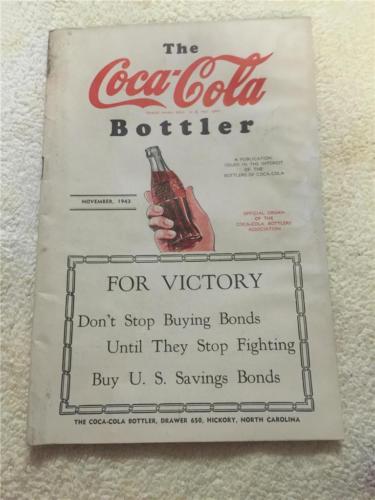 The
Coca-Cola
Bottler
A PUBLICATION
ISSUED IN THE INTEREST
OF THE
BOTTLERS OF COCA-COLA
NOVEMBER, 1943
OFFICIAL ORGAN
OF THE
COCA-COLA BOTTLERS'
ASSOCIATION
FOR VICTORY
Don't Stop Buying Bonds
Until They Stop Fighting
Buy U. S. Savings Bonds
THE COCA-COLA BOTTLER, DRAWER 650, HICKORY, NORTH CAROLINA